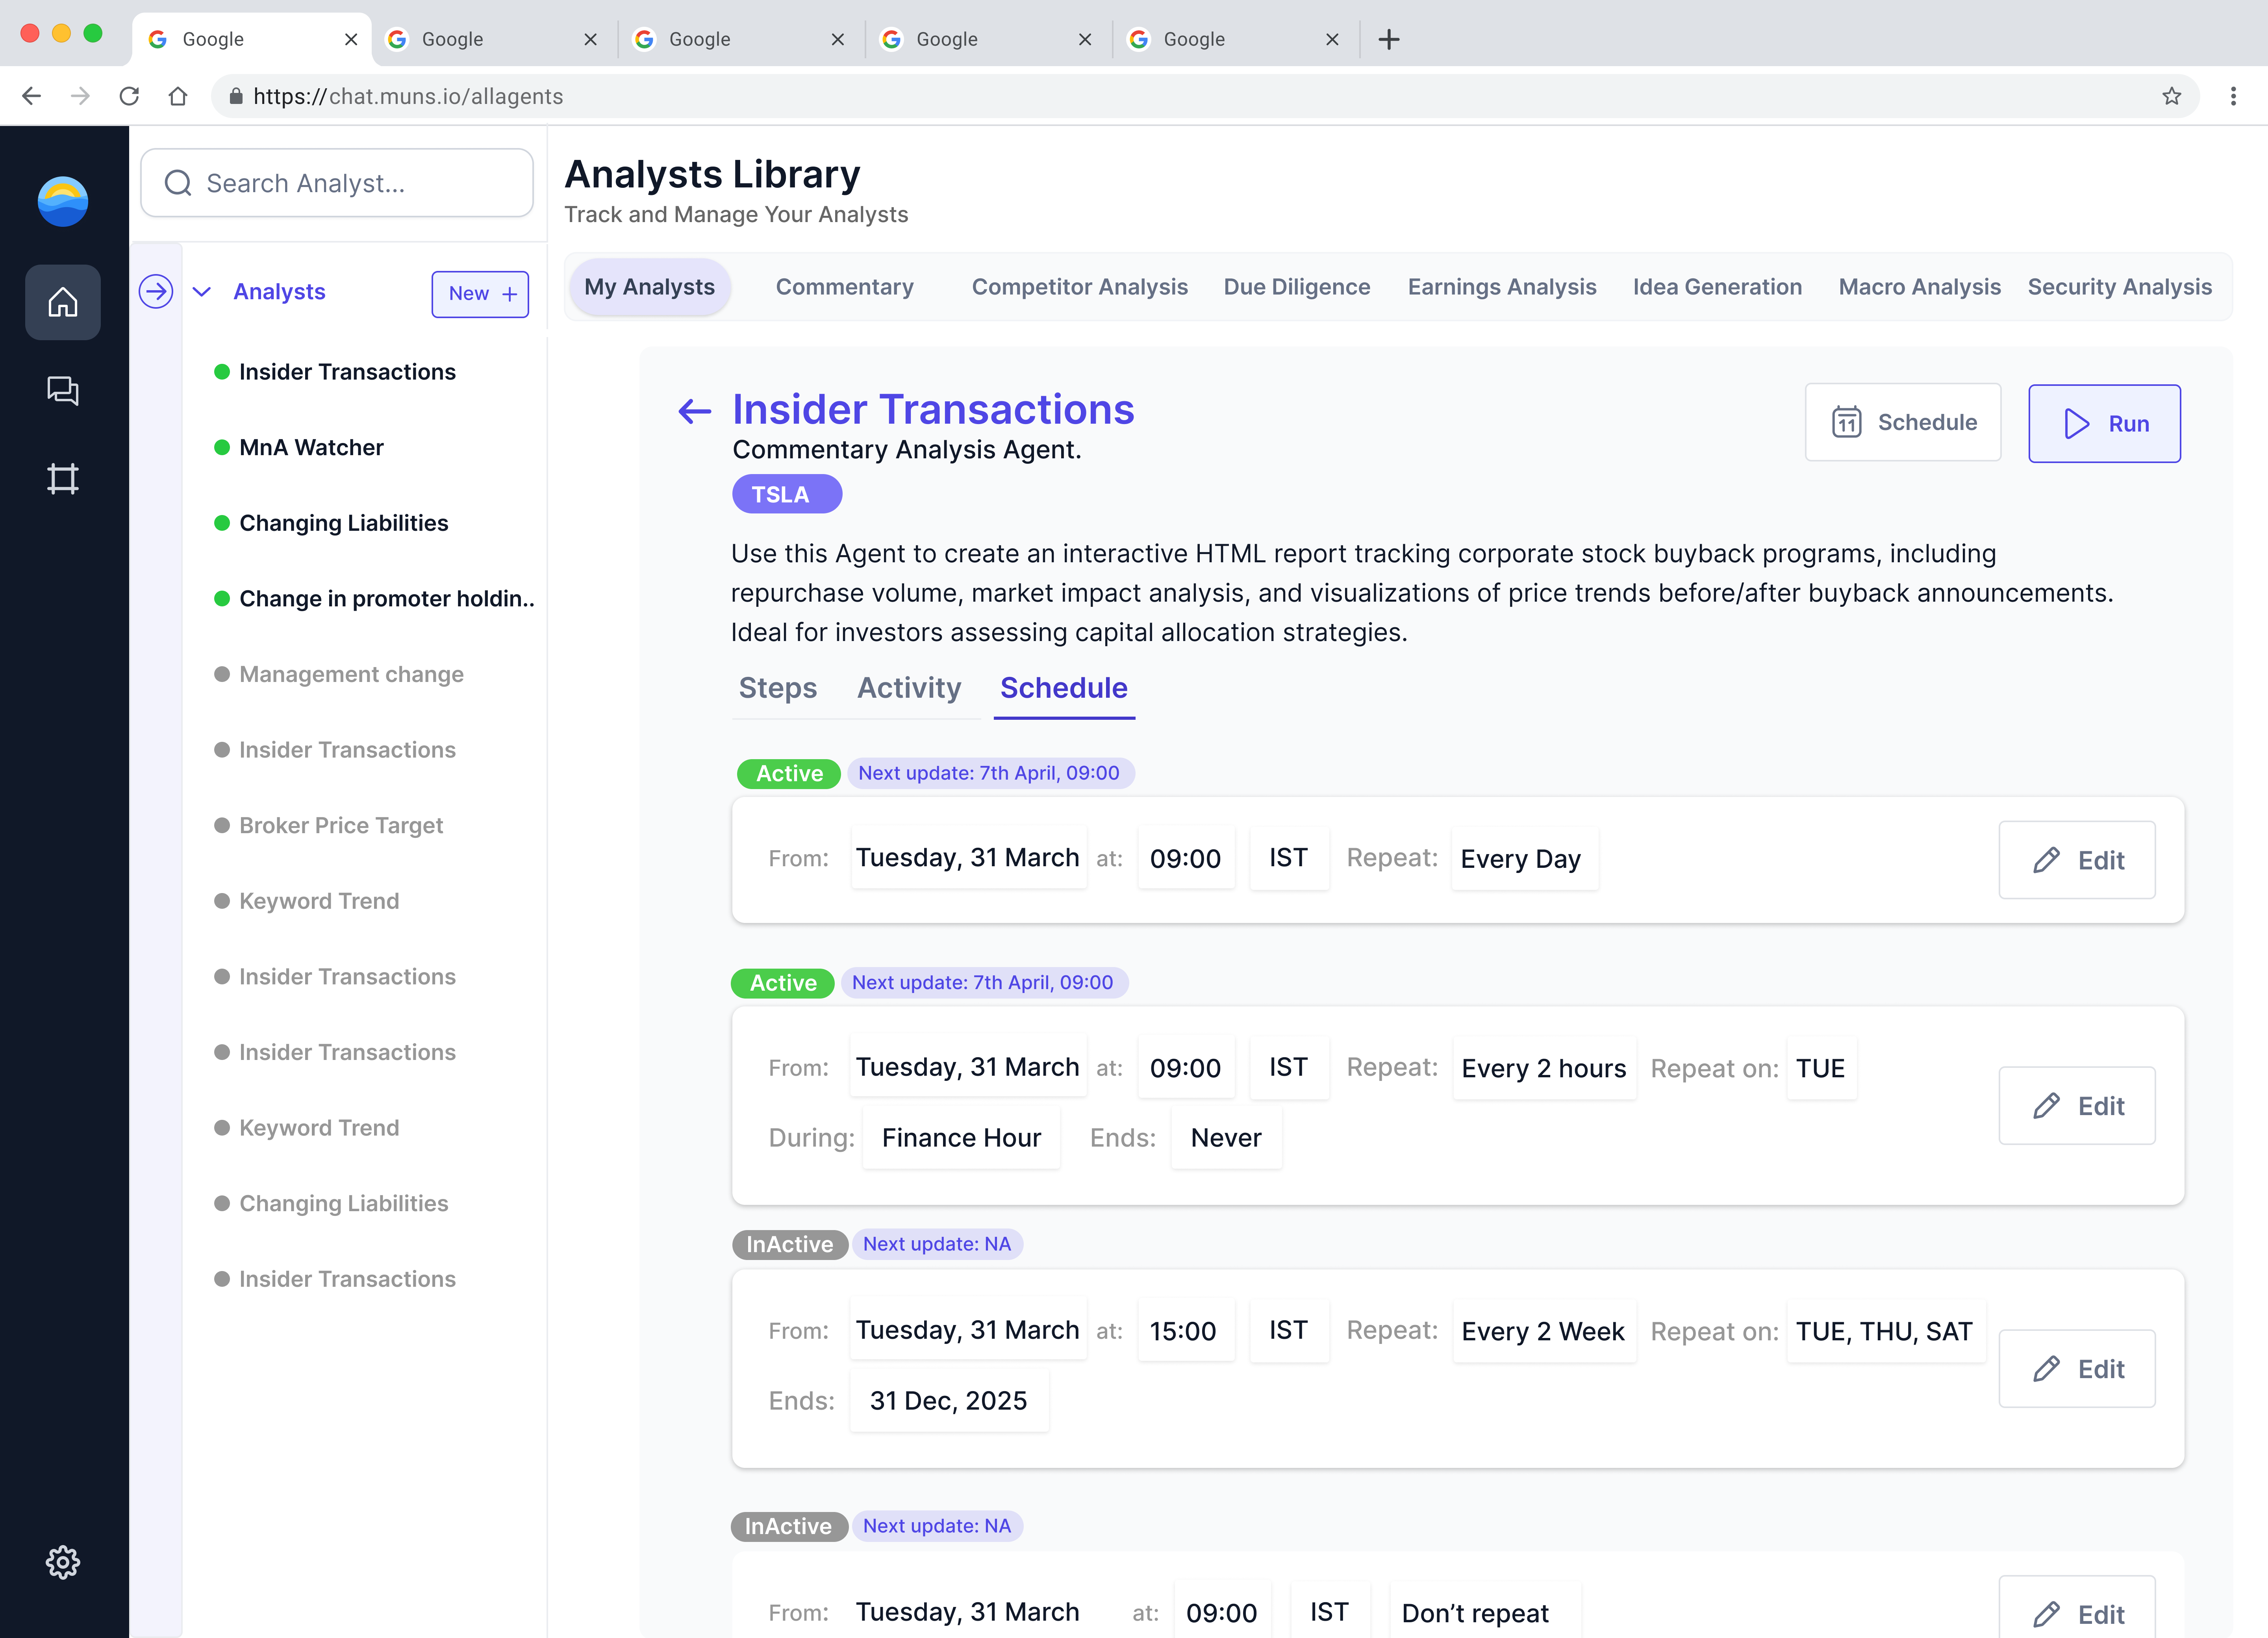 Google
Google
Google
Google
Google
https://chat.muns.io/allagents
Search Analyst...
Analysts
New +
Insider Transactions
MnA Watcher
Changing Liabilities
Change in promoter holdin..
Management change
Insider Transactions
Broker Price Target
Keyword Trend
Insider Transactions
Insider Transactions
Keyword Trend
Changing Liabilities
Insider Transactions
Analysts Library
Track and Manage Your Analysts
My Analysts Commentary Competitor Analysis Due Diligence Earnings Analysis Idea Generation Macro Analysis Security Analysis
Insider Transactions
Commentary Analysis Agent.
TSLA
11 Schedule
Run
Use this Agent to create an interactive HTML report tracking corporate stock buyback programs, including
repurchase volume, market impact analysis, and visualizations of price trends before/after buyback announcements.
Ideal for investors assessing capital allocation strategies.
Steps Activity Schedule
Active Next update: 7th April, 09:00
From: Tuesday, 31 March at: 09:00 IST Repeat: Every Day
Edit
Active Next update: 7th April, 09:00
From: Tuesday, 31 March at: 09:00 IST Repeat: Every 2 hours Repeat on: TUE
During: Finance Hour Ends: Never
Edit
InActive Next update: NA
From: Tuesday, 31 March at: 15:00 IST Repeat: Every 2 Week Repeat on: TUE, THU, SAT
Ends: 31 Dec, 2025
Edit
InActive Next update: NA
From: Tuesday, 31 March at: 09:00 IST Don’t repeat
Edit